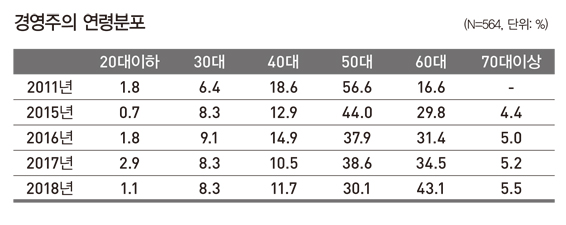 경영주의 연령분포 (N=564, 단위: %)
20대이하 30대 40대 50대 60대 70대이상
2011년 1.8 6.4 18.6 56.6 16.6 -
2015년 0.7 8.3 12.9 44.0 29.8 4.4
2016년 1.8 9.1 14.9 37.9 31.4 5.0
2017년 2.9 8.3 10.5 38.6 34.5 5.2
2018년 1.1 8.3 11.7 30.1 43.1 5.5